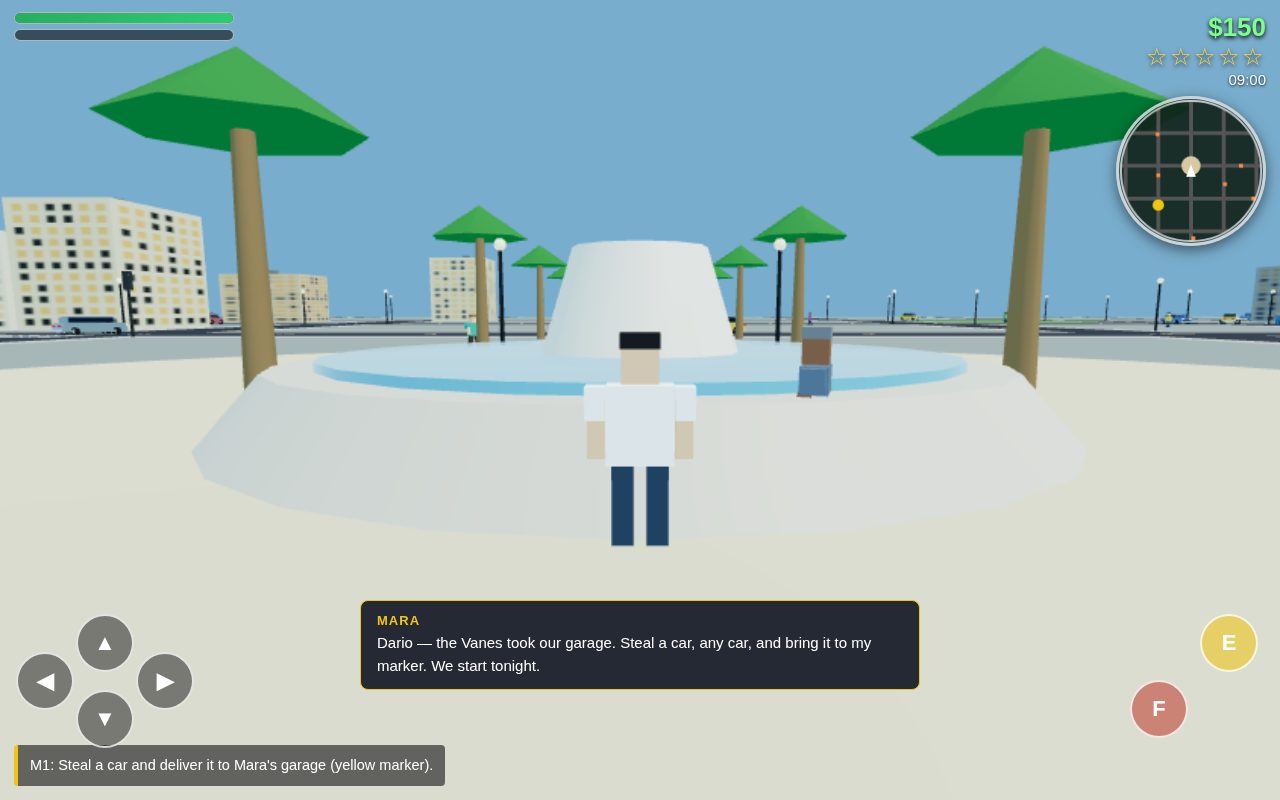 $150
☆☆☆☆☆
09:00
MARA
Dario — the Vanes took our garage. Steal a car, any car, and bring it to my
marker. We start tonight.
▲
◀ ▶
▼
E
F
M1: Steal a car and deliver it to Mara's garage (yellow marker).